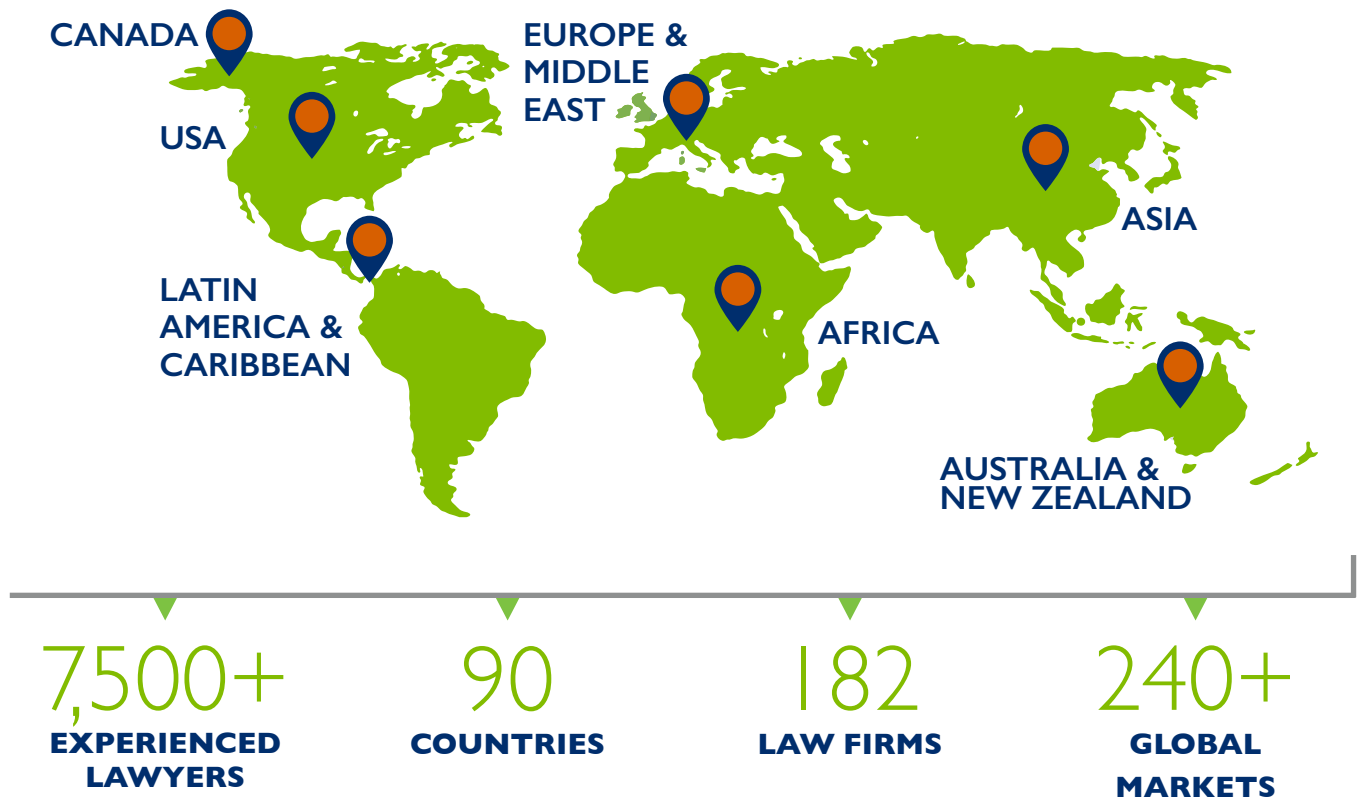 CANADA
EUROPE &
MIDDLE
EAST
USA
ASIA
LATIN
AMERICA &
CARIBBEAN
AFRICA
AUSTRALIA &
NEW ZEALAND
7,500+
EXPERIENCED
LAWYERS
90
COUNTRIES
182
LAW FIRMS
240+
GLOBAL
MARKETS